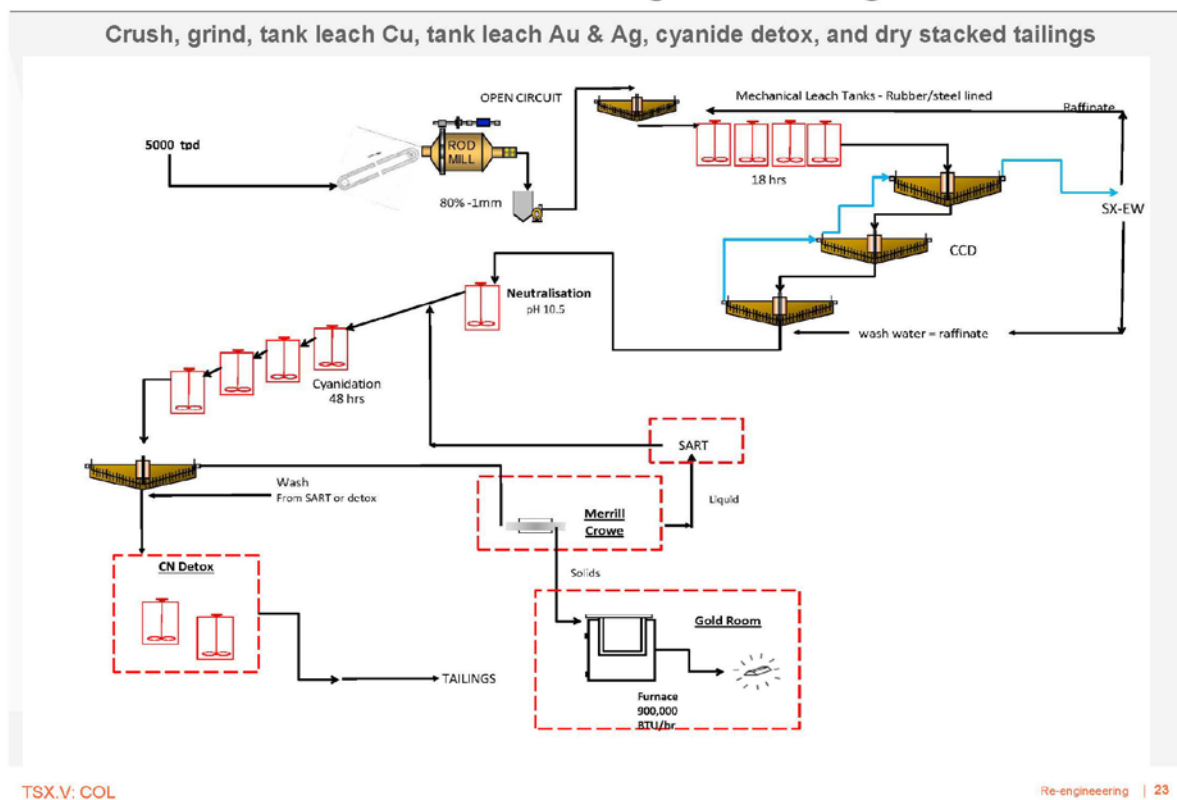 Crush, grind, tank leach Cu, tank leach Au & Ag, cyanide detox, and dry stacked tailings
OPEN CIRCUIT
Mechanical Leach Tanks - Rubber/steel lined
Raffinate
5000 tpd
ROD
MILL
80% -1mm
18 hrs
SX-EW
CCD
Neutralisation
pH 10.5
wash water = raffinate
Cyanidation
48 hrs
SART
Wash
From SART or detox
Liquid
Merrill
Crowe
CN Detox
Solids
Gold Room
TAILINGS
Furnace
900,000
BTU/hr
TSX.V: COL
Re-engineeering | 23